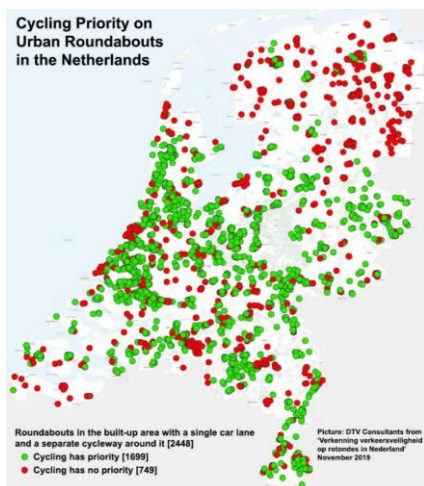 Cycling Priority on
Urban Roundabouts
in the Netherlands
Roundabouts in the built-up area with a single car lane
and a separate cycleway around it [2448]
Cycling has priority [1699]
Cycling has no priority [749]
Picture: DTV Consultants from
'Verkenning verkeersveiligheid
op rotondes in Nederland'
November 2019